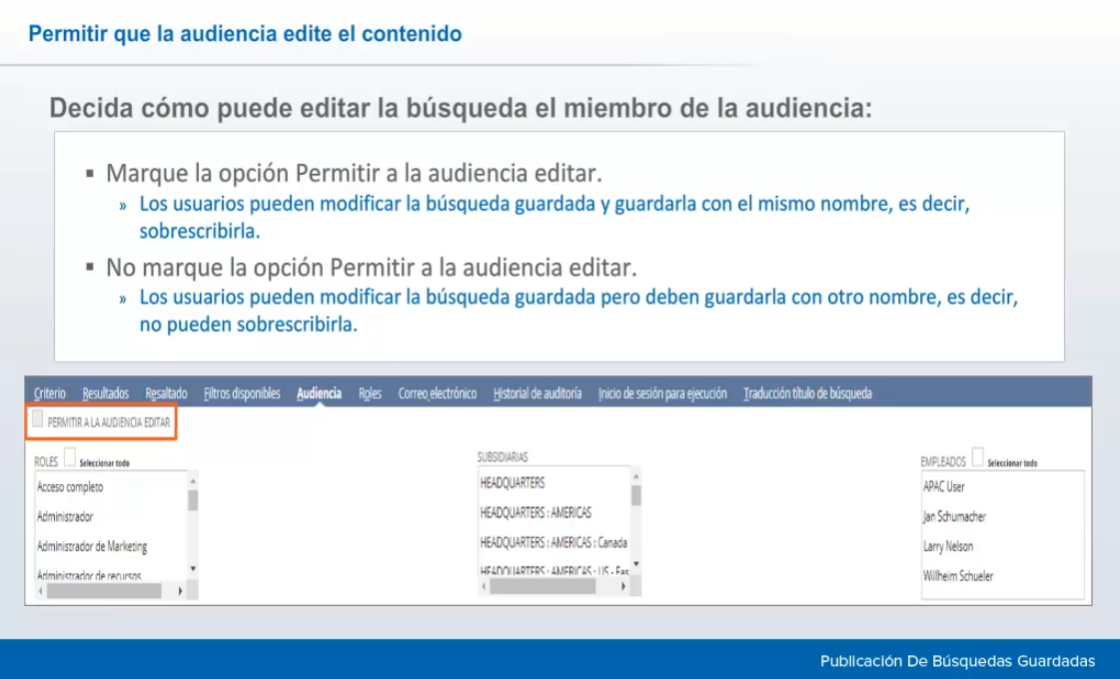 Permitir que la audiencia edite el contenido
Decida cómo puede editar la búsqueda el miembro de la audiencia:
▪ Marque la opción Permitir a la audiencia editar.
» Los usuarios pueden modificar la búsqueda guardada y guardarla con el mismo nombre, es decir,
sobrescribirla.
▪ No marque la opción Permitir a la audiencia editar.
» Los usuarios pueden modificar la búsqueda guardada pero deben guardarla con otro nombre, es decir,
no pueden sobrescribirla.
Criterio Resultados Resaltado Filtros disponibles Audiencia Roles Correo electrónico Historial de auditoría Inicio de sesión para ejecución Traducción título de búsqueda
PERMITIR A LA AUDIENCIA EDITAR
ROLES Seleccionar todo
Acceso completo
Administrador
Administrador de Marketing
Administrador de recursos
SUBSIDIARIAS
HEADQUARTERS
HEADQUARTERS : AMERICAS
HEADQUARTERS : AMERICAS : Canada
HEADQUARTERS : AMERICAS : US - Eas
EMPLEADOS Seleccionar todo
APAC User
Jan Schumacher
Larry Nelson
Willheim Schueler
Publicación De Búsquedas Guardadas